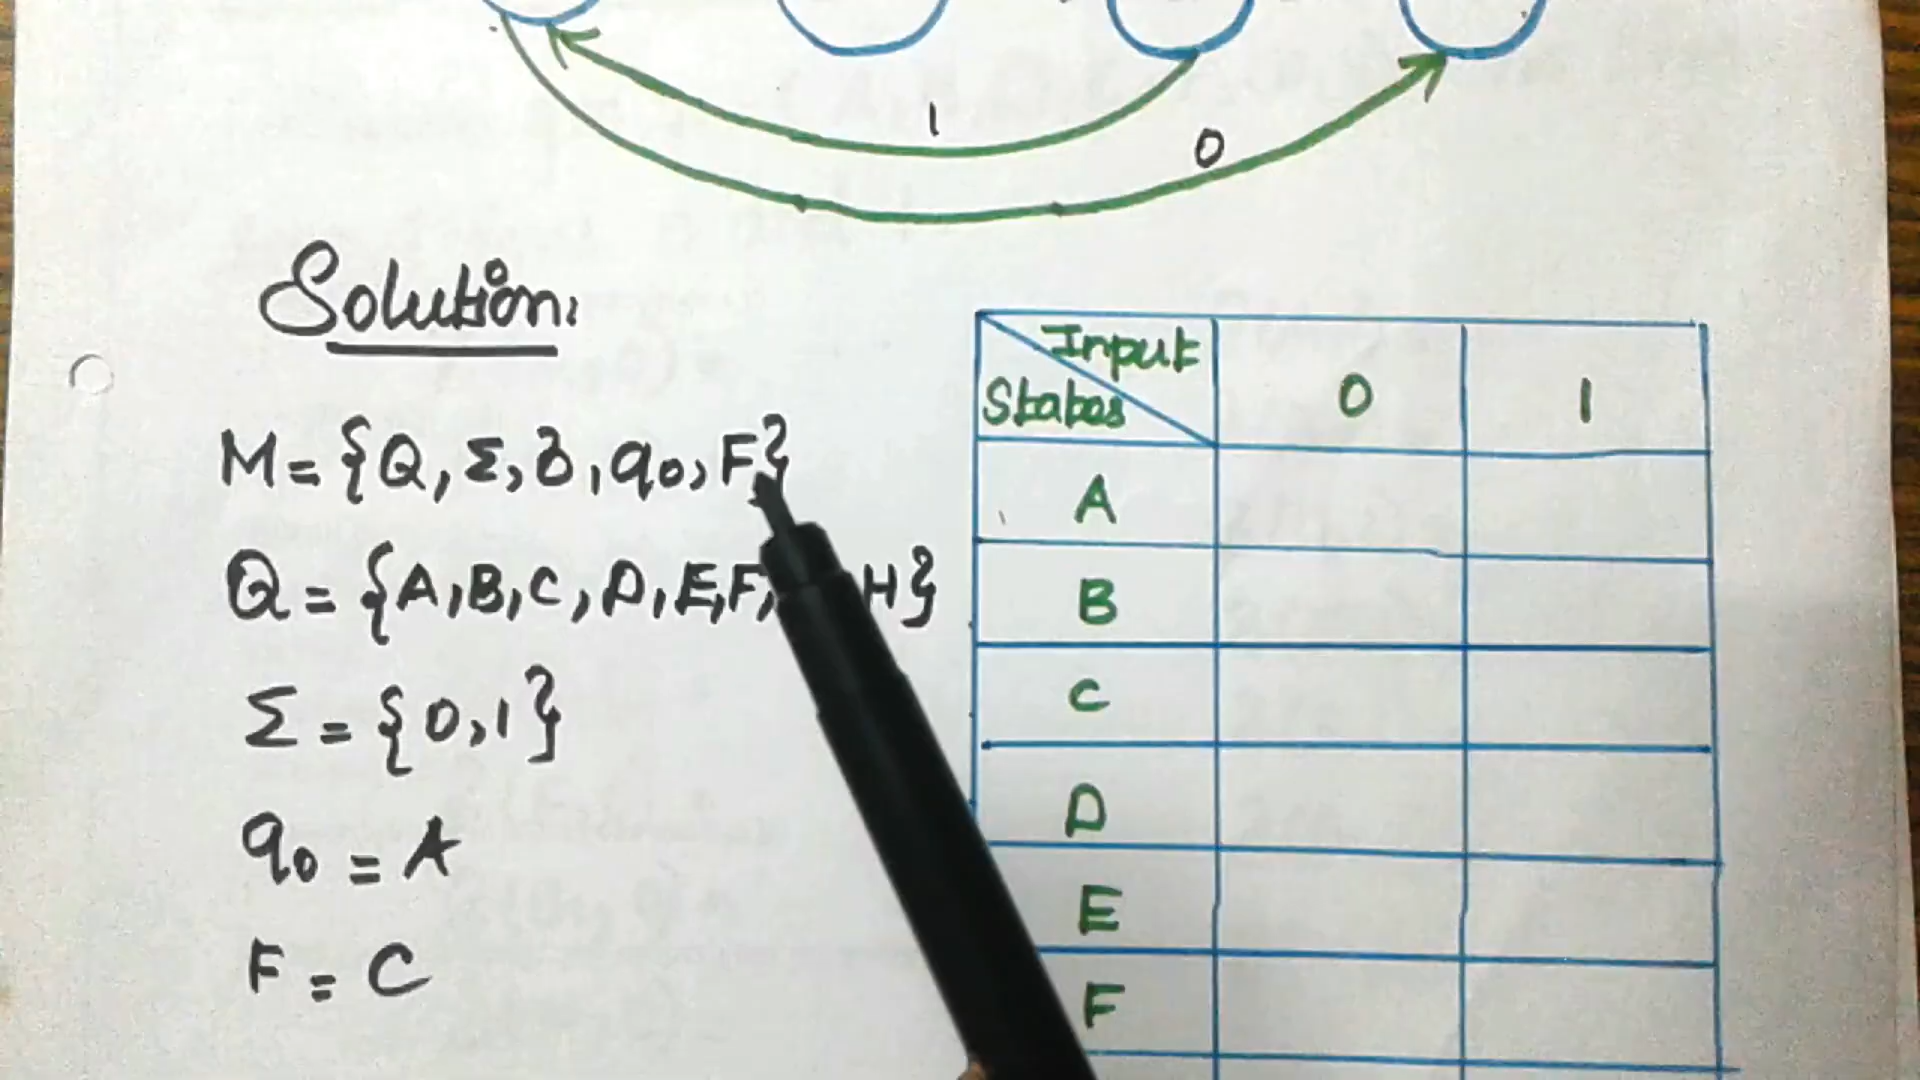 1
0
Solution:
M = {Q, Σ, δ, q0, F}
Q = {A, B, C, D, E, F, H}
Σ = {0, 1}
q0 = A
F = C
Input
States
0
1
A
B
C
D
E
F